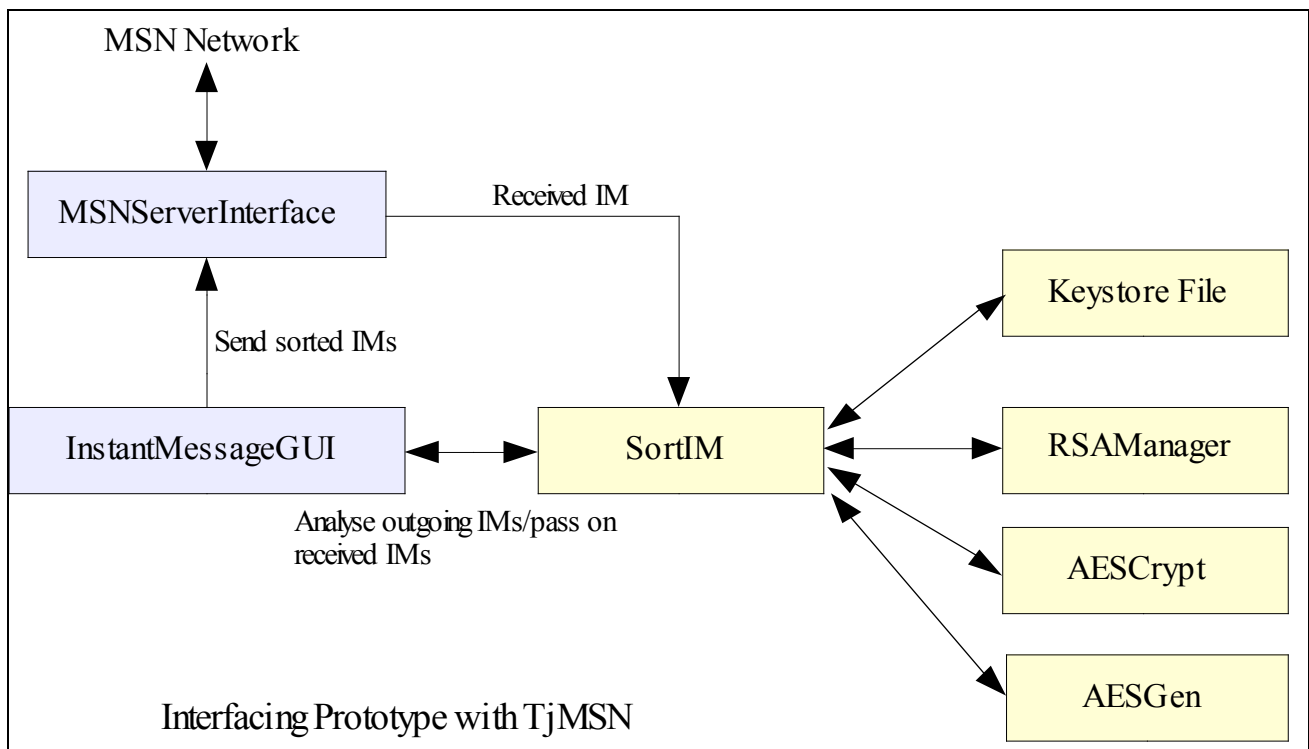 MSN Network
MSNServerInterface
Received IM
Keystore File
Send sorted IMs
InstantMessageGUI
SortIM
RSAManager
Analyse outgoing IMs/pass on
received IMs
AESCrypt
AESGen
Interfacing Prototype with TjMSN